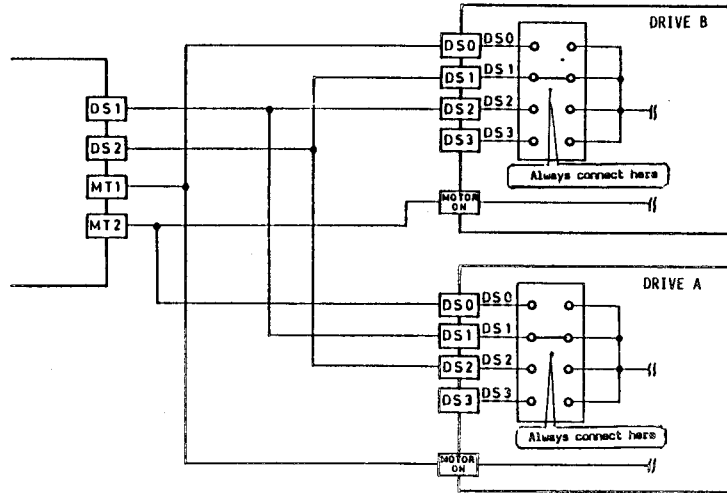 DRIVE B
DS0 DS0
DS1 DS1
DS2 DS2
DS3 DS3
Always connect here
MOTOR ON
DS1
DS2
MT1
MT2
DRIVE A
DS0 DS0
DS1 DS1
DS2 DS2
DS3 DS3
Always connect here
MOTOR ON